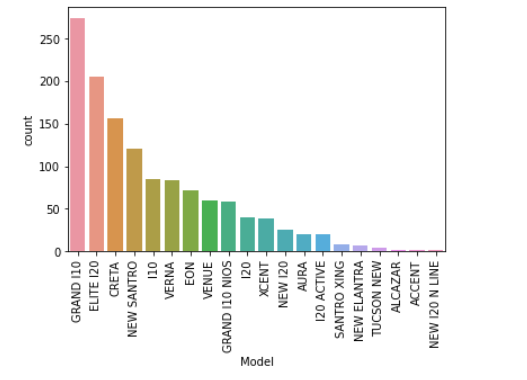 250
200
150
100
50
0
count
GRAND I10
ELITE I20
CRETA
NEW SANTRO
I10
VERNA
EON
VENUE
GRAND I10 NIOS
I20
XCENT
NEW I20
AURA
I20 ACTIVE
SANTRO XING
NEW ELANTRA
TUCSON NEW
ALCAZAR
ACCENT
NEW I20 N LINE
Model